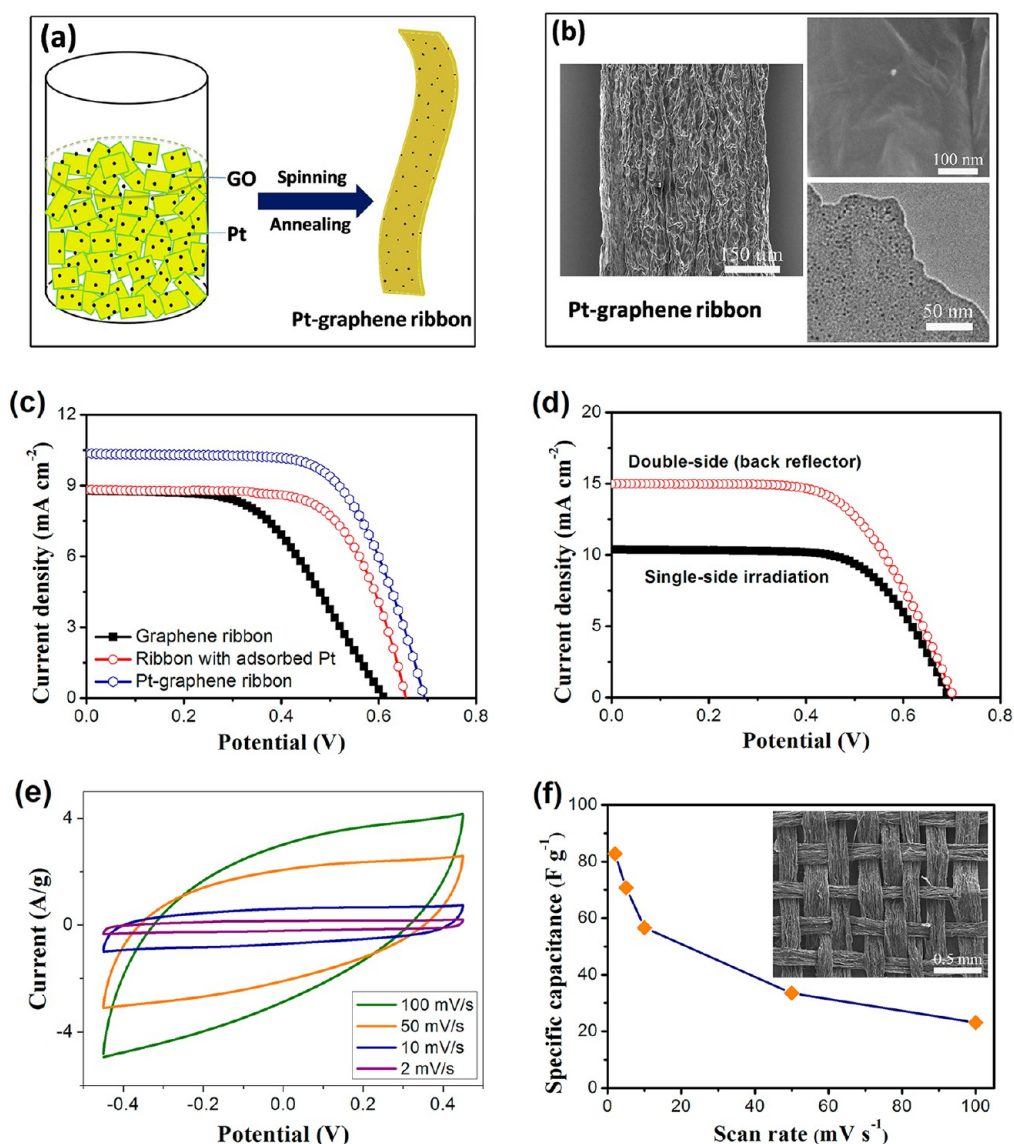 (a)
GO
Pt
Spinning
Annealing
Pt-graphene ribbon
(b)
150 µm
100 nm
50 nm
Pt-graphene ribbon
(c)
Current density (mA cm⁻²)
12
9
6
3
0
Graphene ribbon
Ribbon with adsorbed Pt
Pt-graphene ribbon
0.0 0.2 0.4 0.6 0.8
Potential (V)
(d)
Current density (mA cm⁻²)
20
15
10
5
0
Double-side (back reflector)
Single-side irradiation
0.0 0.2 0.4 0.6 0.8
Potential (V)
(e)
Current (A/g)
4
0
-4
100 mV/s
50 mV/s
10 mV/s
2 mV/s
-0.4 -0.2 0.0 0.2 0.4
Potential (V)
(f)
Specific capacitance (F g⁻¹)
100
80
60
40
20
0
0.5 mm
0 20 40 60 80 100
Scan rate (mV s⁻¹)